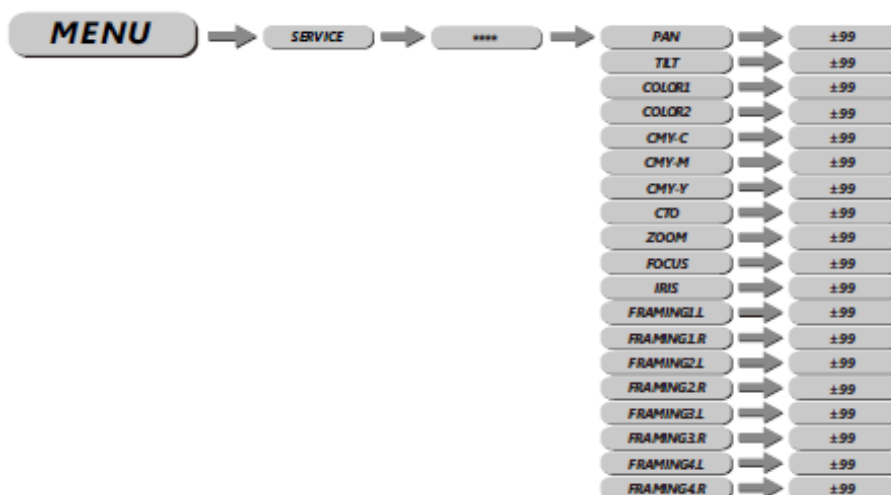 MENU SERVICE **** PAN ±99
TILT ±99
COLOR1 ±99
COLOR2 ±99
CMY-C ±99
CMY-M ±99
CMY-Y ±99
CTO ±99
ZOOM ±99
FOCUS ±99
IRIS ±99
FRAMING1.L ±99
FRAMING1.R ±99
FRAMING2.L ±99
FRAMING2.R ±99
FRAMING3.L ±99
FRAMING3.R ±99
FRAMING4.L ±99
FRAMING4.R ±99